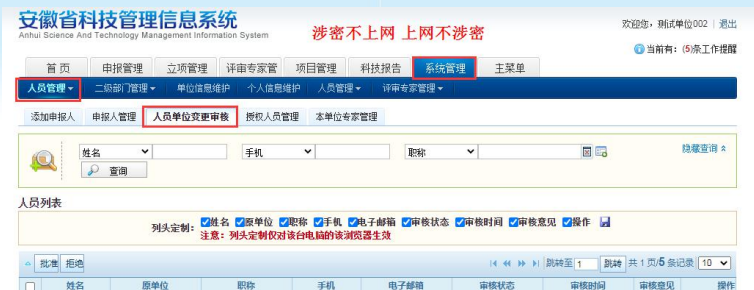 安徽省科技管理信息系统
Anhui Science And Technology Management Information System
涉密不上网 上网不涉密
欢迎您，测试单位002 | 退出
当前有：(5)条工作提醒
首页 申报管理 立项管理 评审专家管 项目管理 科技报告 系统管理 主菜单
人员管理 二级部门管理 单位信息维护 个人信息维护 人员管理 评审专家管理
添加申报人 申报人管理 人员单位变更审核 授权人员管理 本单位专家管理
姓名 手机 职称 隐藏查询
查询
人员列表
列头定制： 姓名 原单位 职称 手机 电子邮箱 审核状态 审核时间 审核意见 操作
注意：列头定制仅对该台电脑的该浏览器生效
批准 拒绝 跳转至 1 跳转 共 1 页/5 条记录 10
姓名 原单位 职称 手机 电子邮箱 审核状态 审核时间 审核意见 操作